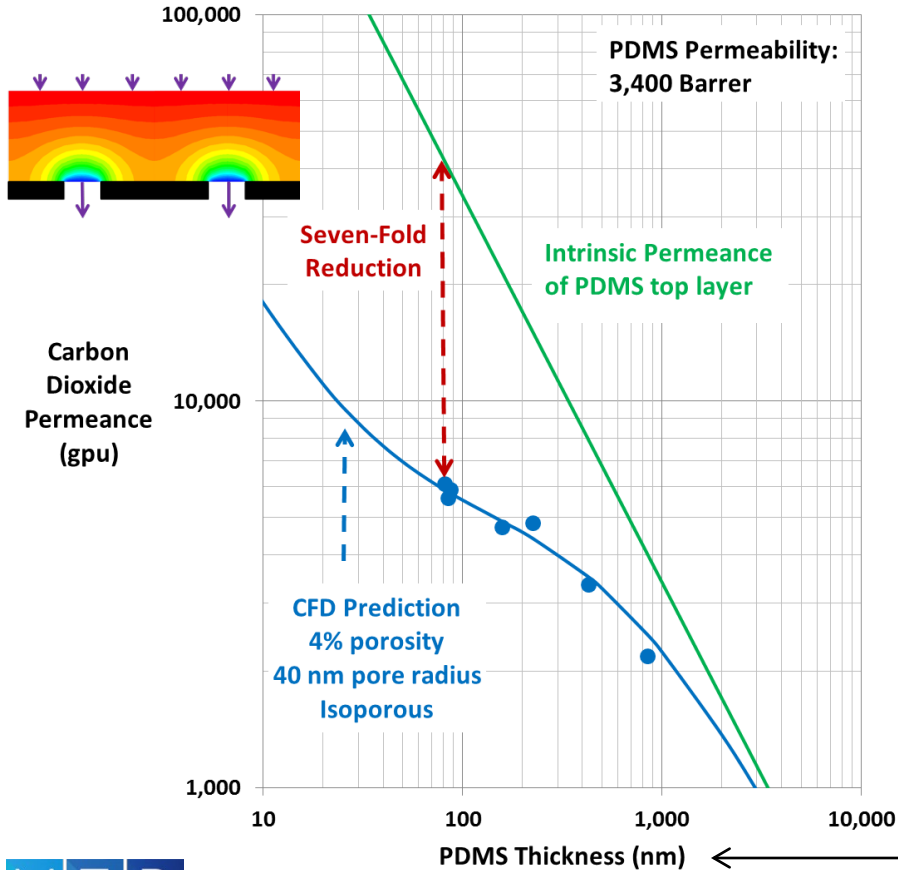 100,000
PDMS Permeability:
3,400 Barrer
Seven-Fold
Reduction
Intrinsic Permeance
of PDMS top layer
Carbon
Dioxide
Permeance
(gpu)
10,000
CFD Prediction
4% porosity
40 nm pore radius
Isoporous
1,000
10
100
1,000
10,000
PDMS Thickness (nm)